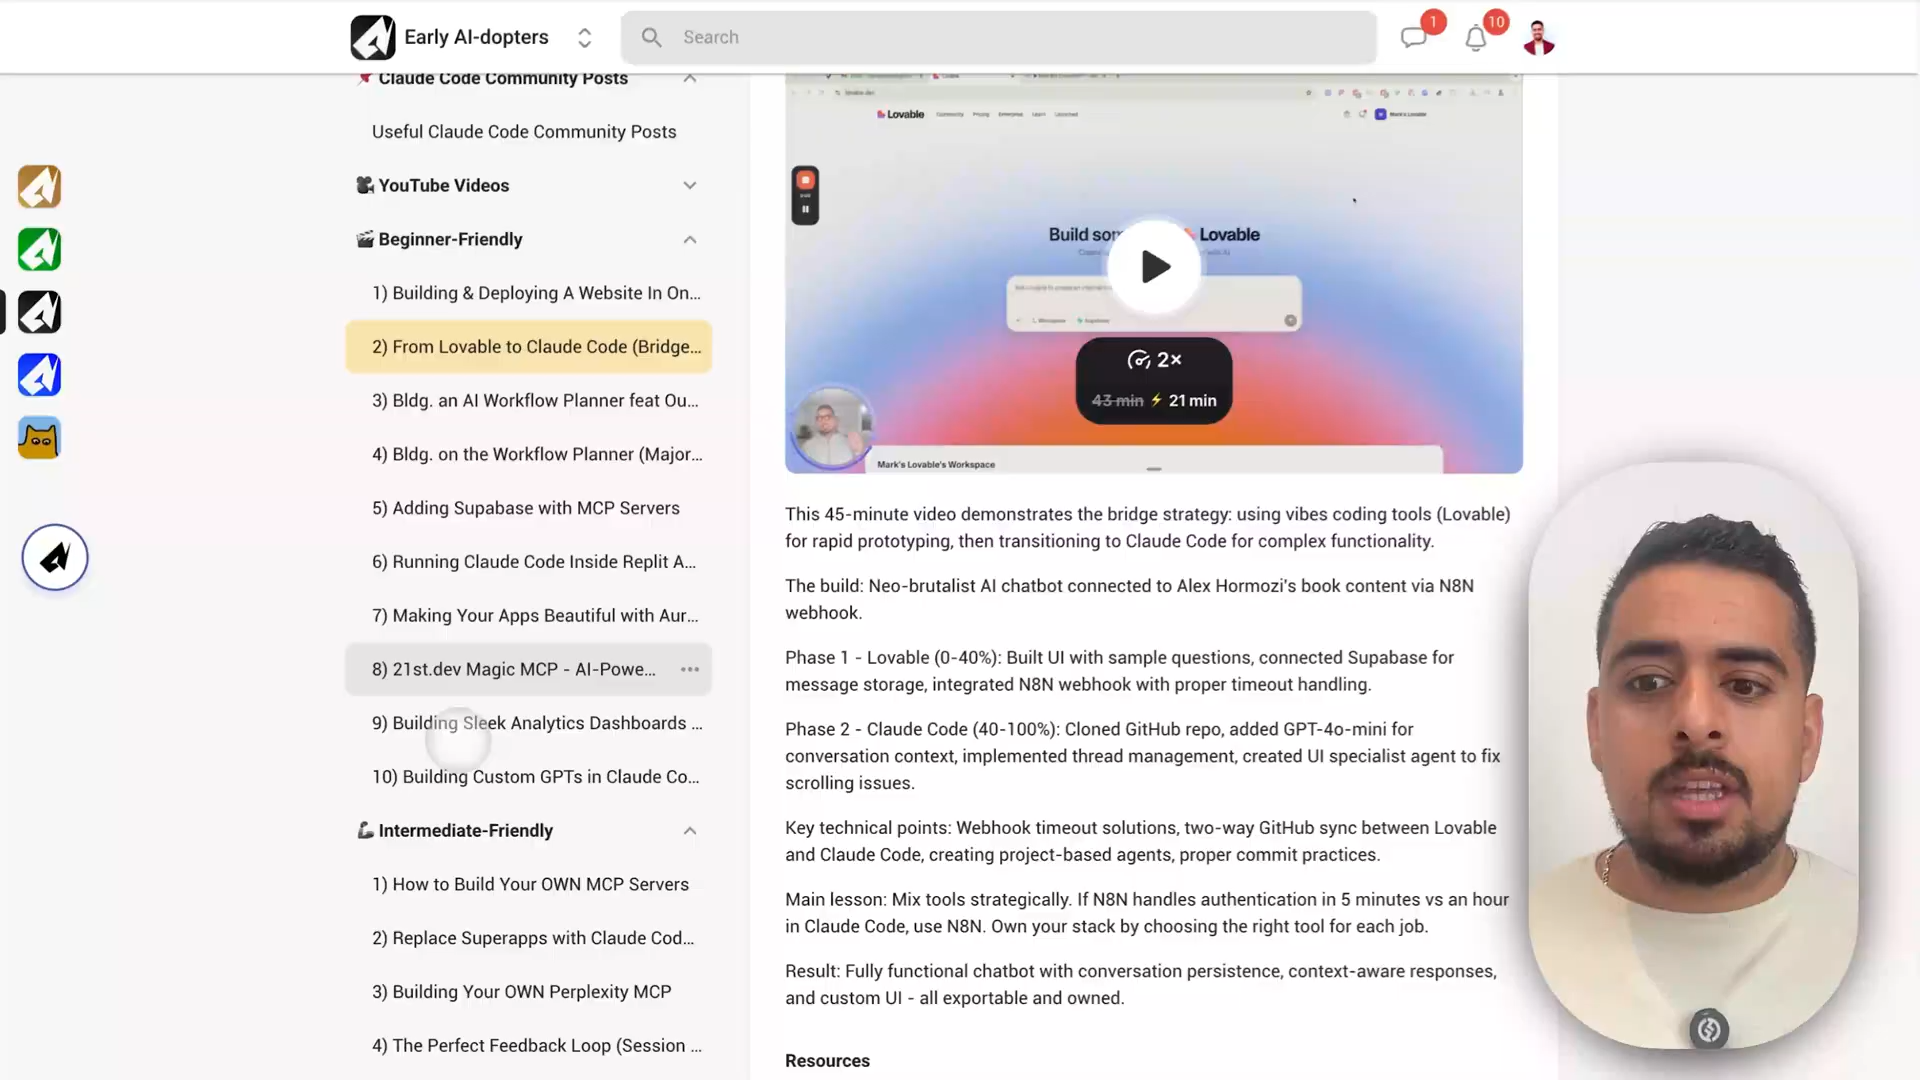 Early AI-dopters
Search
1
10
Claude Code Community Posts
Useful Claude Code Community Posts
YouTube Videos
Beginner-Friendly
1) Building & Deploying A Website In On...
2) From Lovable to Claude Code (Bridge...
3) Bldg. an AI Workflow Planner feat Ou...
4) Bldg. on the Workflow Planner (Major...
5) Adding Supabase with MCP Servers
6) Running Claude Code Inside Replit A...
7) Making Your Apps Beautiful with Aur...
8) 21st.dev Magic MCP - AI-Powe...
9) Building Sleek Analytics Dashboards ...
10) Building Custom GPTs in Claude Co...
Intermediate-Friendly
1) How to Build Your OWN MCP Servers
2) Replace Superapps with Claude Cod...
3) Building Your OWN Perplexity MCP
4) The Perfect Feedback Loop (Session ...
Lovable
Community Pricing Enterprise Learn Launched
Mark's Lovable
Build Lovable
2×
43 min 21 min
Mark's Lovable's Workspace
This 45-minute video demonstrates the bridge strategy: using vibes coding tools (Lovable)
for rapid prototyping, then transitioning to Claude Code for complex functionality.
The build: Neo-brutalist AI chatbot connected to Alex Hormozi's book content via N8N
webhook.
Phase 1 - Lovable (0-40%): Built UI with sample questions, connected Supabase for
message storage, integrated N8N webhook with proper timeout handling.
Phase 2 - Claude Code (40-100%): Cloned GitHub repo, added GPT-4o-mini for
conversation context, implemented thread management, created UI specialist agent to fix
scrolling issues.
Key technical points: Webhook timeout solutions, two-way GitHub sync between Lovable
and Claude Code, creating project-based agents, proper commit practices.
Main lesson: Mix tools strategically. If N8N handles authentication in 5 minutes vs an hour
in Claude Code, use N8N. Own your stack by choosing the right tool for each job.
Result: Fully functional chatbot with conversation persistence, context-aware responses,
and custom UI - all exportable and owned.
Resources